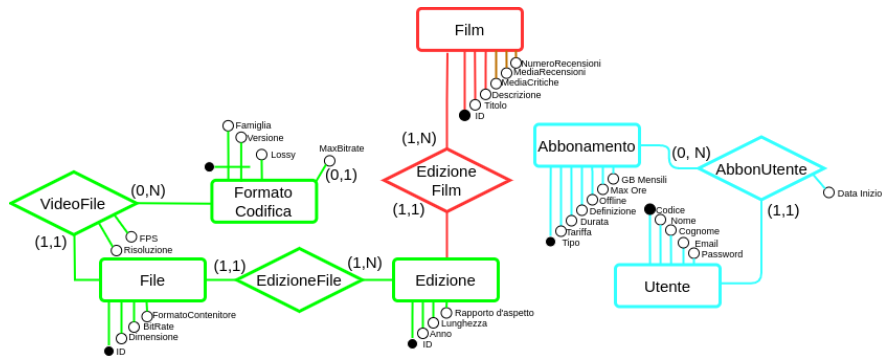 Film
NumeroRecensioni
MediaRecensioni
MediaCritiche
Descrizione
Titolo
ID
(1,N)
Edizione
Film
(1,1)
Famiglia
Versione
Lossy
MaxBitrate
(0,1)
Formato
Codifica
(0,N)
VideoFile
(1,1)
FPS
Risoluzione
File
(1,1)
EdizioneFile
(1,N)
Edizione
FormatoContenitore
BitRate
Dimensione
ID
Rapporto d'aspetto
Lunghezza
Anno
ID
Abbonamento
(0, N)
AbbonUtente
Data Inizio
(1,1)
GB Mensili
Max Ore
Offline
Definizione
Durata
Tariffa
Tipo
Codice
Nome
Cognome
Email
Password
Utente